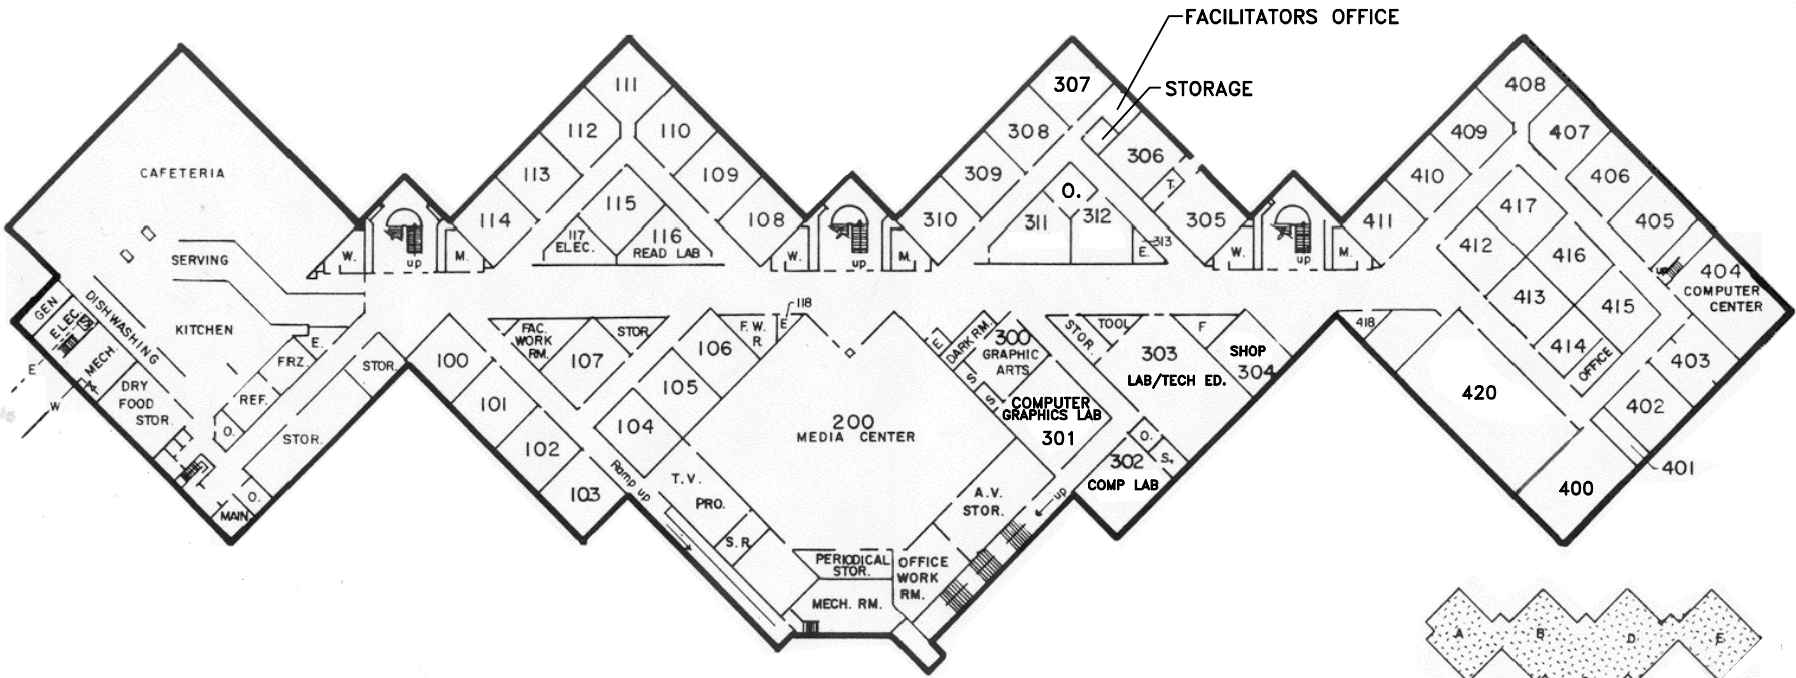 FACILITATORS OFFICE
STORAGE
CAFETERIA
SERVING
KITCHEN
DISHWASHING
GEN.
ELEC.
MECH.
DRY
FOOD
STOR.
E
W
E.
FRZ.
REF.
O.
STOR.
STOR.
O.
MAIN.
W.
up
M.
111
112
110
113
109
114
115
108
117
ELEC.
116
READ LAB
100
FAC.
WORK
RM.
107
STOR.
F. W.
R.
E
118
106
105
101
104
102
103
Ramp up
T. V.
PRO.
S. R.
200
MEDIA CENTER
PERIODICAL
STOR.
MECH. RM.
OFFICE
WORK
RM.
A.V.
STOR.
up
W.
up
M.
307
308
309
306
310
O.
T.
311
312
305
313
E.
E
DARK RM.
300
GRAPHIC
ARTS
S
S
COMPUTER
GRAPHICS LAB
301
STOR.
TOOL
303
LAB/TECH ED.
F
SHOP
304
O.
S.
302
COMP LAB
W.
up
M.
408
409
407
410
406
411
417
405
412
416
UP
404
COMPUTER
CENTER
413
415
418
414
OFFICE
403
420
402
401
400
A
B
D
E